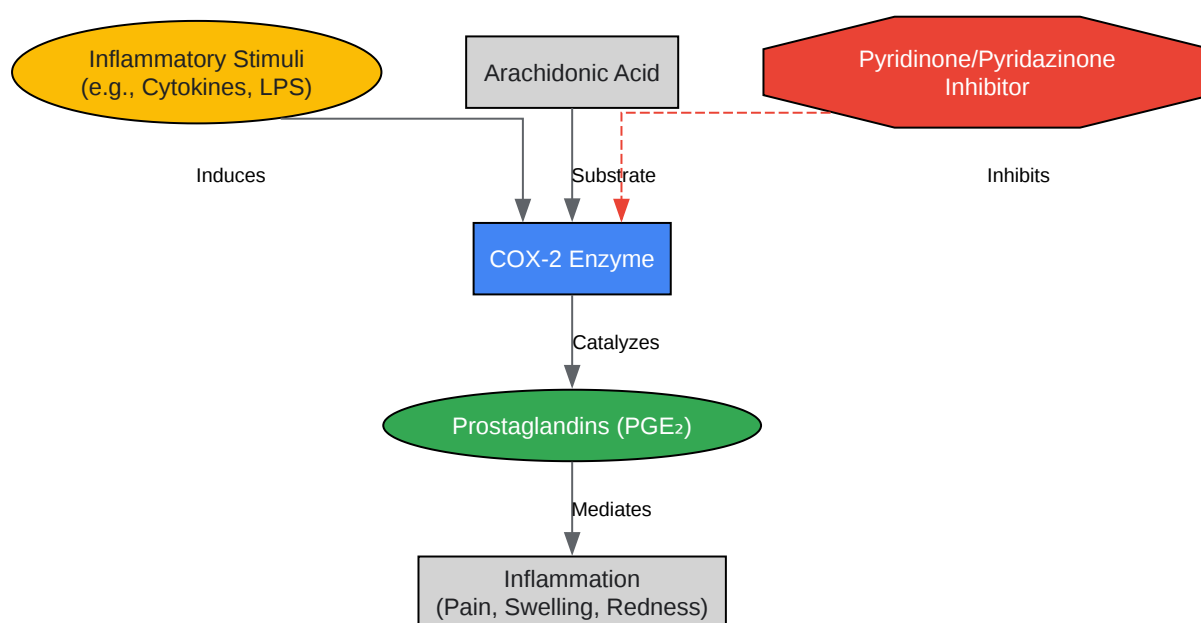 Inflammatory Stimuli
(e.g., Cytokines, LPS)
Arachidonic Acid
Pyridinone/Pyridazinone
Inhibitor
Induces
Substrate
Inhibits
COX-2 Enzyme
Catalyzes
Prostaglandins (PGE₂)
Mediates
Inflammation
(Pain, Swelling, Redness)